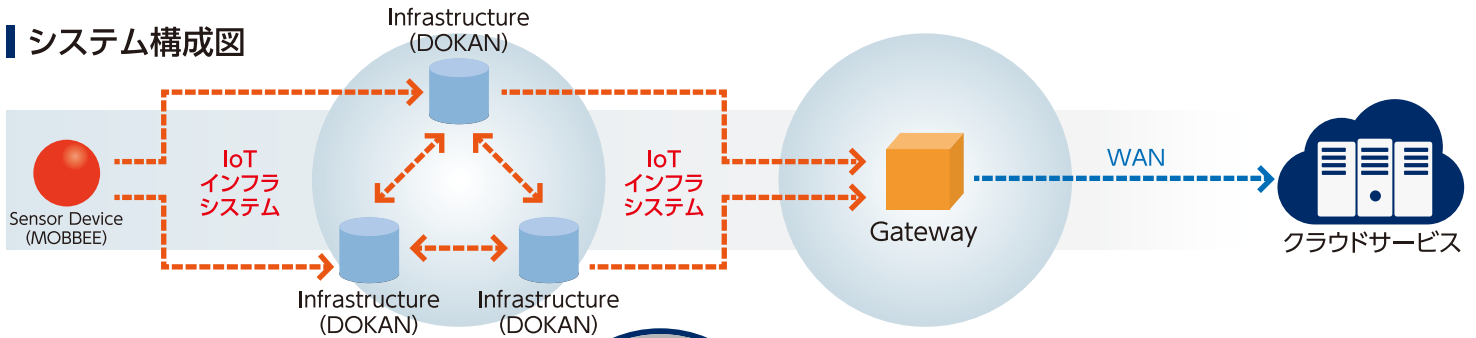 システム構成図
Infrastructure
(DOKAN)
Sensor Device
(MOBBEE)
IoT
インフラ
システム
Infrastructure
(DOKAN)
Infrastructure
(DOKAN)
IoT
インフラ
システム
Gateway
WAN
クラウドサービス